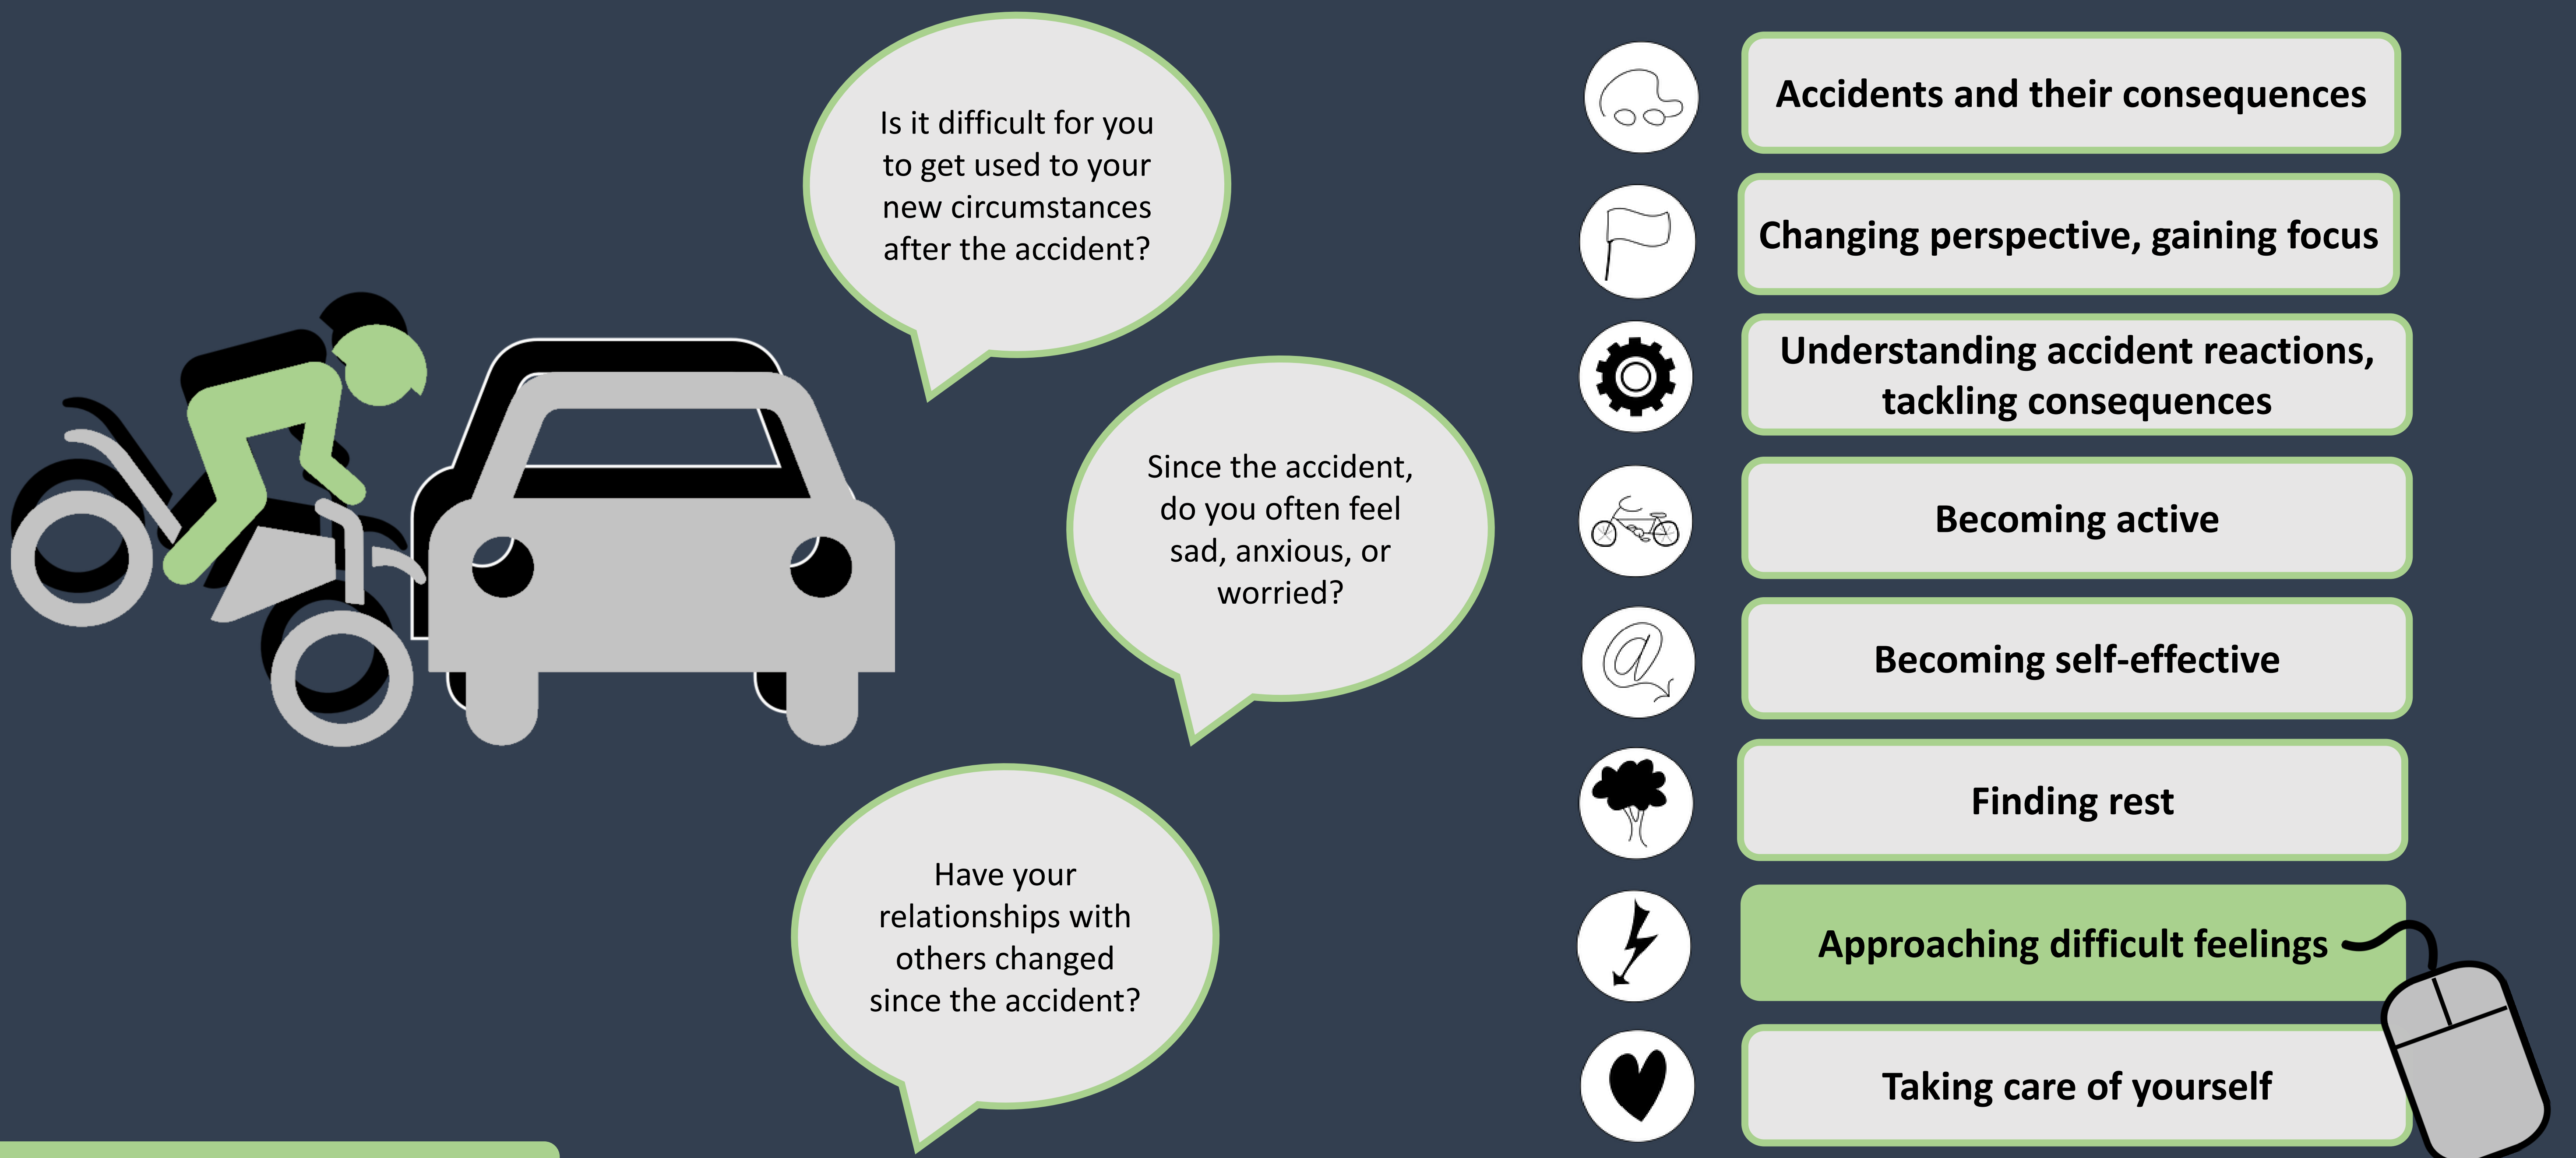 Is it difficult for you
to get used to your
new circumstances
after the accident?
Since the accident,
do you often feel
sad, anxious, or
worried?
Have your
relationships with
others changed
since the accident?
Accidents and their consequences
Changing perspective, gaining focus
Understanding accident reactions,
tackling consequences
Becoming active
Becoming self-effective
Finding rest
Approaching difficult feelings
Taking care of yourself